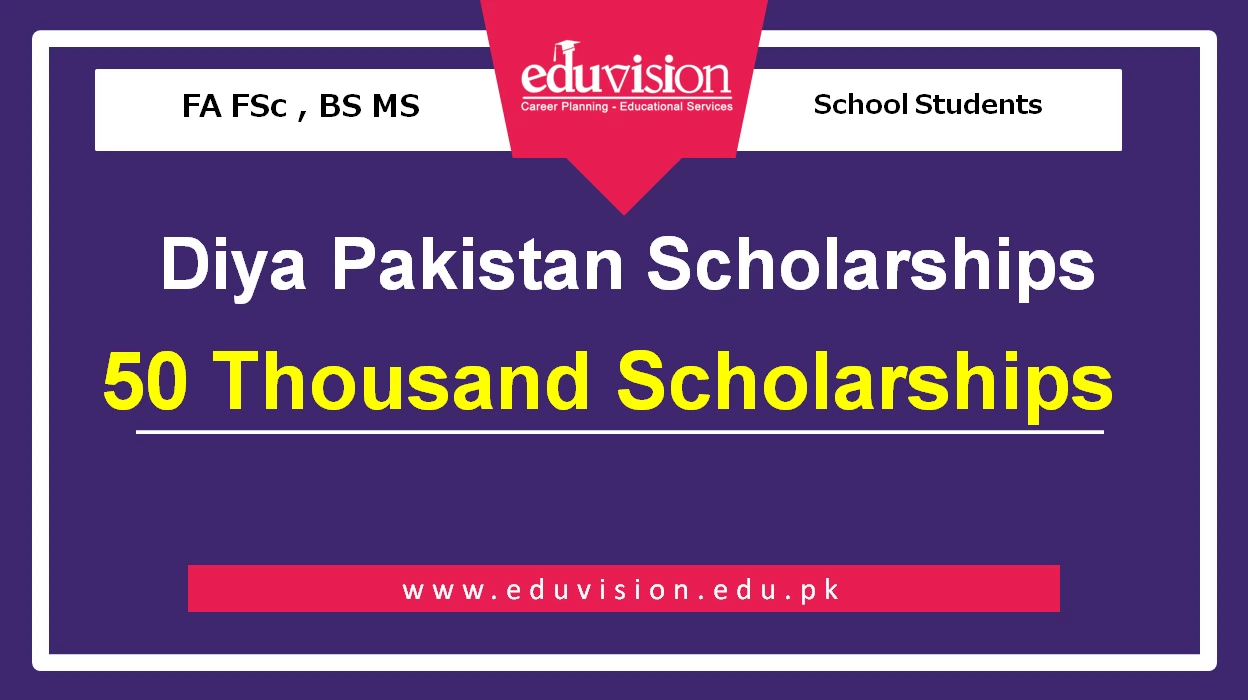 eduvision
Career Planning - Educational Services
FA FSc , BS MS
School Students
Diya Pakistan Scholarships
50 Thousand Scholarships
www.eduvision.edu.pk